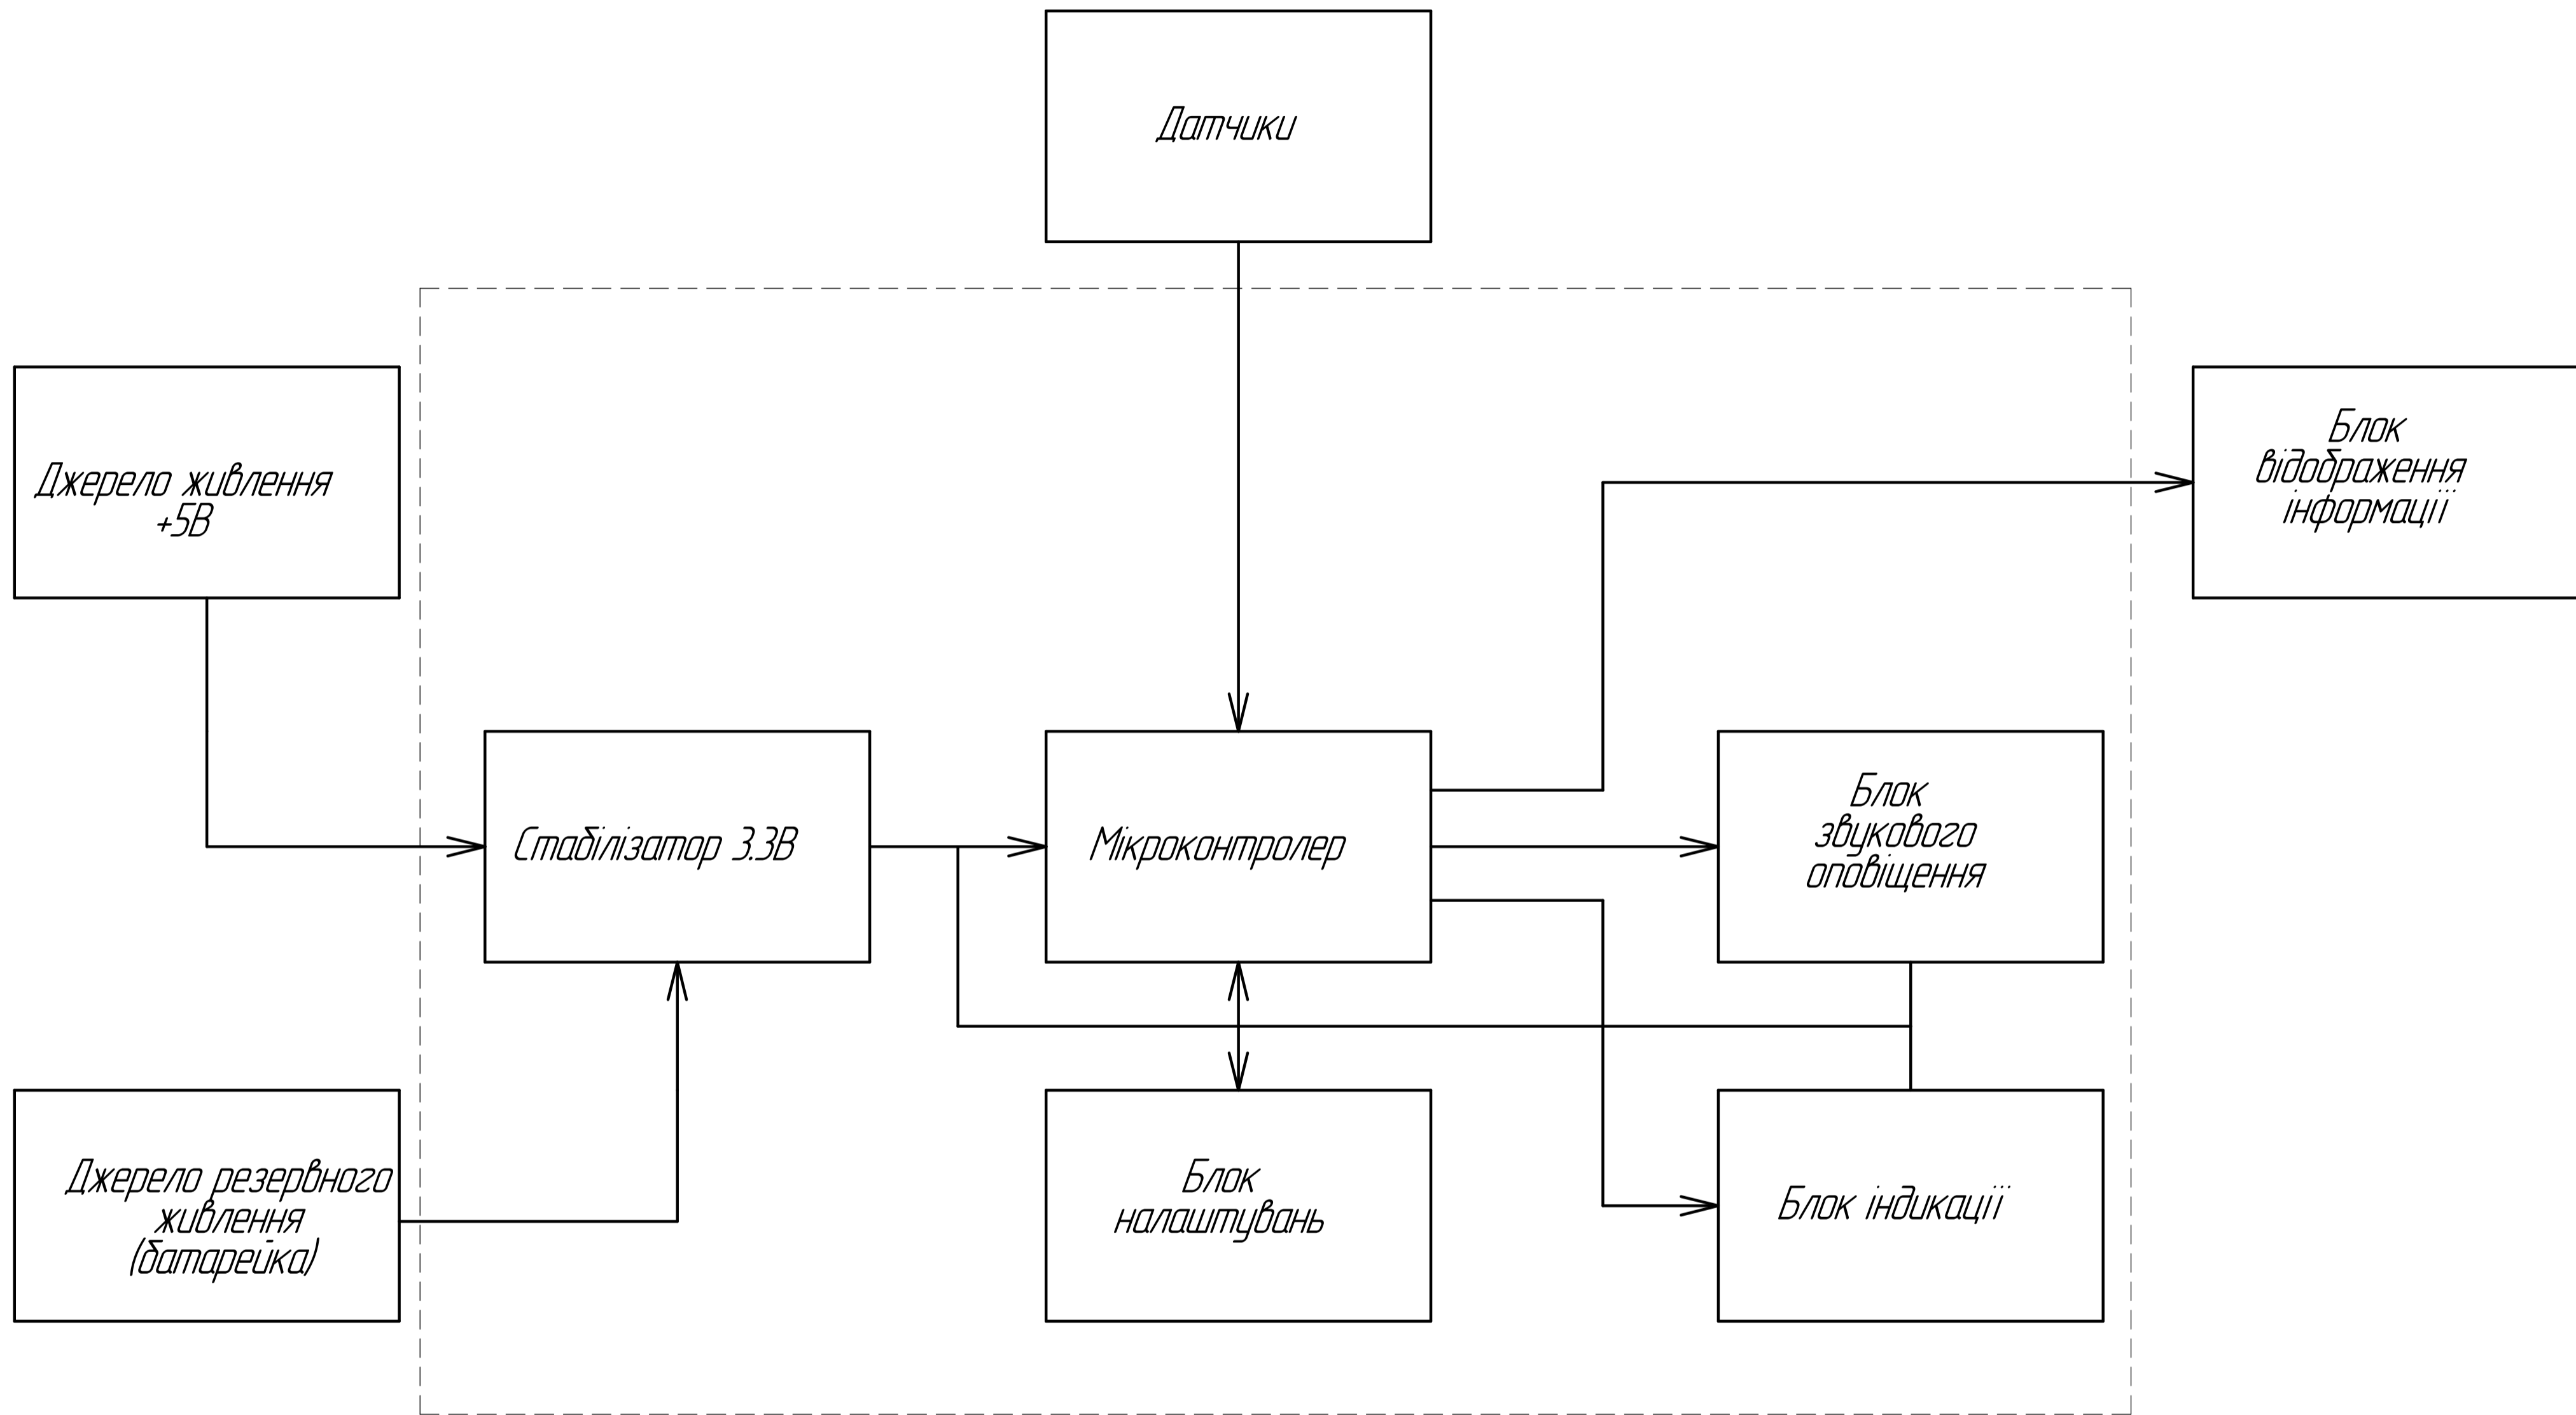 Датчики
Джерело живлення
+5В
Блок
відображення
інформації
Стабілізатор 3.3В
Мікроконтролер
Блок
звукового
оповіщення
Джерело резервного
живлення
(батарейка)
Блок
налаштувань
Блок індикації